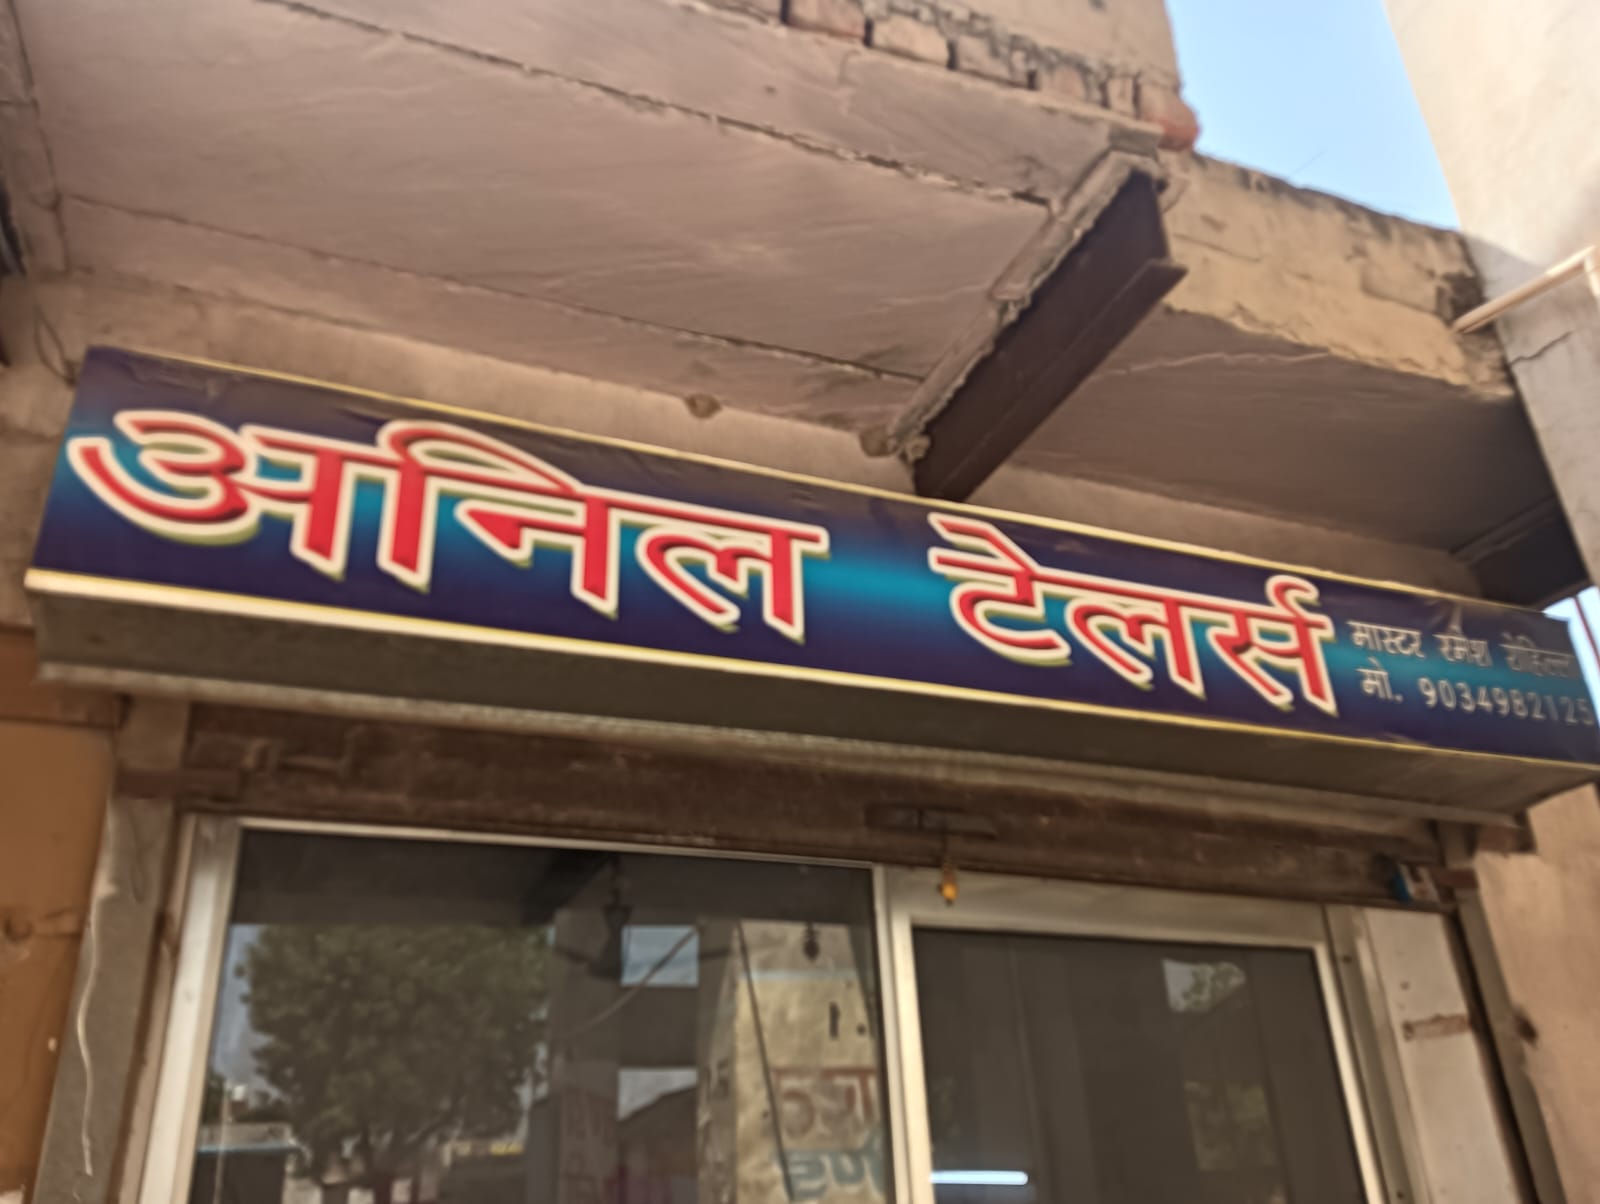 अनिल टेलर्स
मास्टर रमेश रोहिल्ला
मो. 9034982125